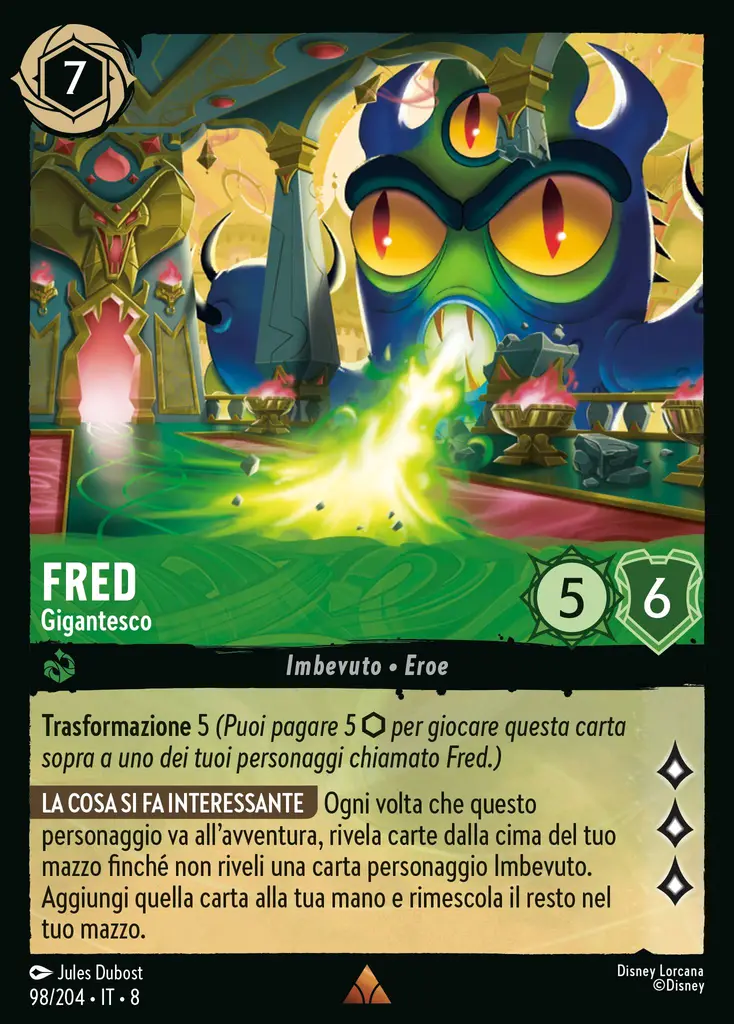 7
FRED
Gigantesco
5
6
Imbevuto • Eroe
Trasformazione 5 (Puoi pagare 5 ⬡ per giocare questa carta
sopra a uno dei tuoi personaggi chiamato Fred.)
LA COSA SI FA INTERESSANTE Ogni volta che questo
personaggio va all'avventura, rivela carte dalla cima del tuo
mazzo finché non riveli una carta personaggio Imbevuto.
Aggiungi quella carta alla tua mano e rimescola il resto nel
tuo mazzo.
Jules Dubost
98/204 • IT • 8
Disney Lorcana
©Disney